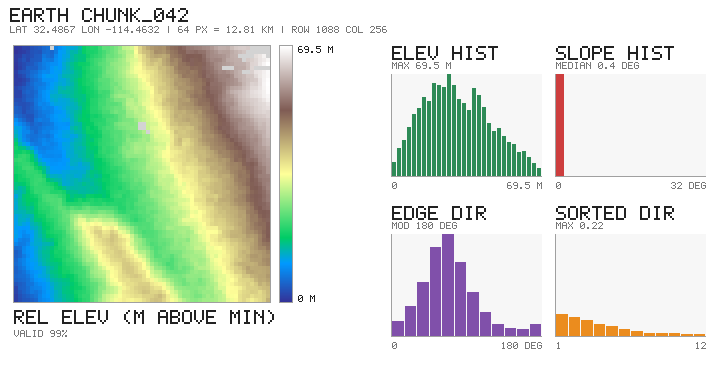 EARTH CHUNK_042
LAT 32.4867 LON -114.4632 | 64 PX = 12.81 KM | ROW 1088 COL 256
69.5 M
0 M
REL ELEV (M ABOVE MIN)
VALID 99%
ELEV HIST
MAX 69.5 M
0 69.5 M
SLOPE HIST
MEDIAN 0.4 DEG
0 32 DEG
EDGE DIR
MOD 180 DEG
0 180 DEG
SORTED DIR
MAX 0.22
1 12